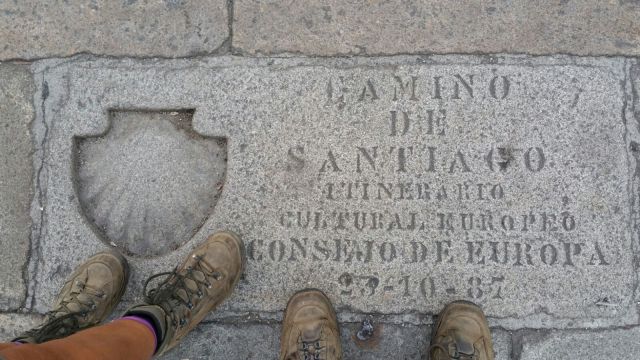 CAMINO
DE
SANTIAGO
ITINERARIO
CULTURAL EUROPEO
CONSEJO DE EUROPA
23-10-87